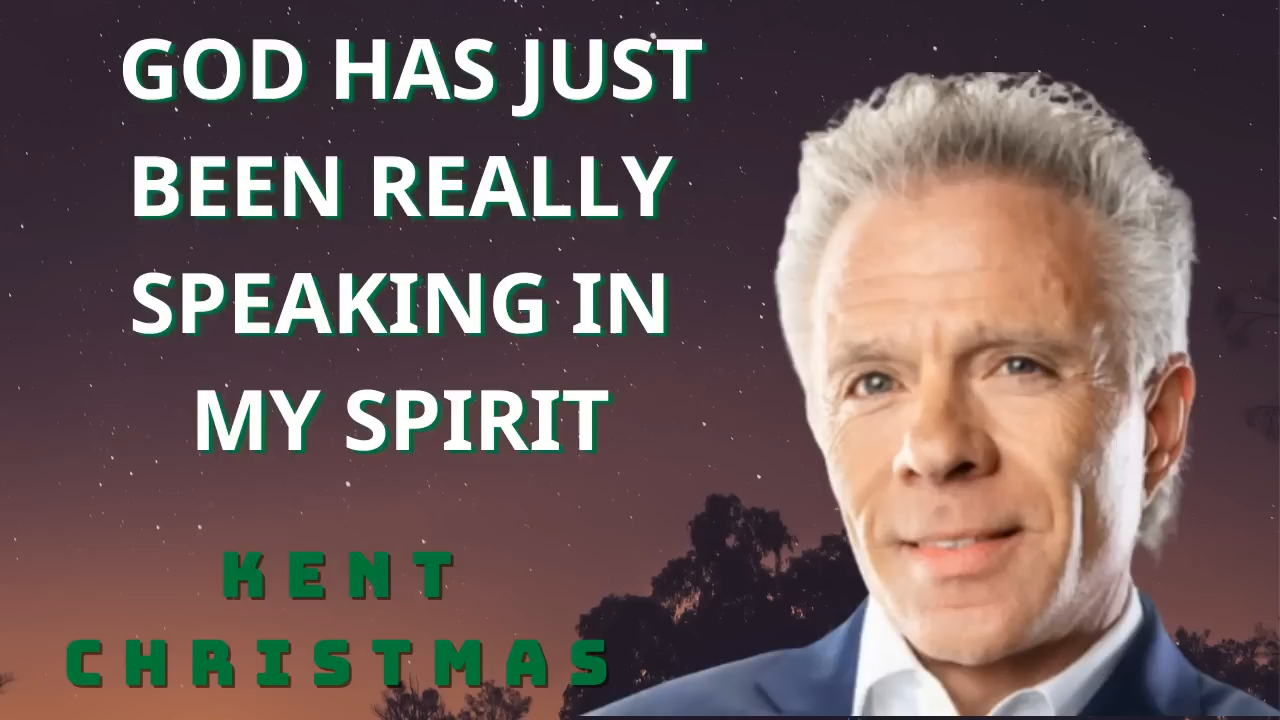 GOD HAS JUST
BEEN REALLY
SPEAKING IN
MY SPIRIT
KENT
CHRISTMAS